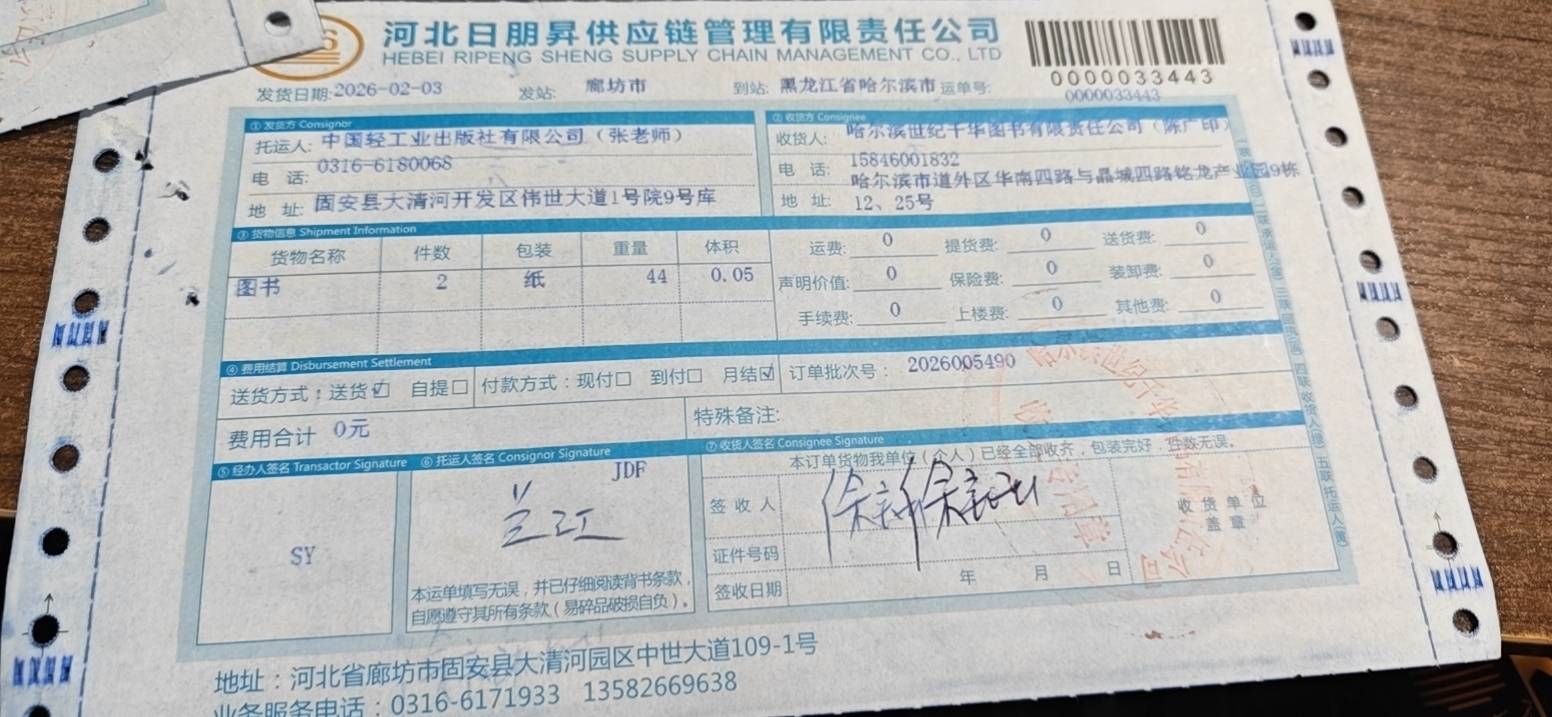 河北日朋昇供应链管理有限责任公司
HEBEI RIPENG SHENG SUPPLY CHAIN MANAGEMENT CO., LTD
0000033443
发货日期:2026-02-03 发站: 廊坊市 到站: 黑龙江省哈尔滨市 运单号: 0000033443
① 发货方 Consignor
托运人: 中国轻工业出版社有限公司（张老师）
电 话: 0316-6180068
地 址: 固安县大清河开发区伟世大道1号院9号库
② 收货方 Consignee
收货人: 哈尔滨世纪千华图书有限责任公司（陈广印）
电 话: 15846001832
地 址: 哈尔滨市道外区华南四路与晶城四路铭龙产业园9栋
12、25号
③ 货物信息 Shipment Information
货物名称 件数 包装 重量 体积
图书 2 纸 44 0.05
运费: 0 提货费: 0 送货费: 0
声明价值: 0 保险费: 0 装卸费: 0
手续费: 0 上楼费: 0 其他费: 0
④ 费用结算 Disbursement Settlement
送货方式：送货☑ 自提☐ 付款方式：现付☐ 到付☐ 月结☑ 订单批次号： 2026005490
费用合计 0元 特殊备注:
⑤ 经办人签名 Transactor Signature
SY
⑥ 托运人签名 Consignor Signature
JDF
兰江
本运单填写无误，并已仔细阅读背书条款，
自愿遵守其所有条款（易碎品破损自负）。
⑦ 收货人签名 Consignee Signature
本订单货物我单位（个人）已经全部收齐，包装完好，件数无误。
签 收 人
证件号码
签收日期 年 月 日
收 货 单 位
盖 章
地址：河北省廊坊市固安县大清河园区中世大道109-1号
业务服务电话：0316-6171933 13582669638